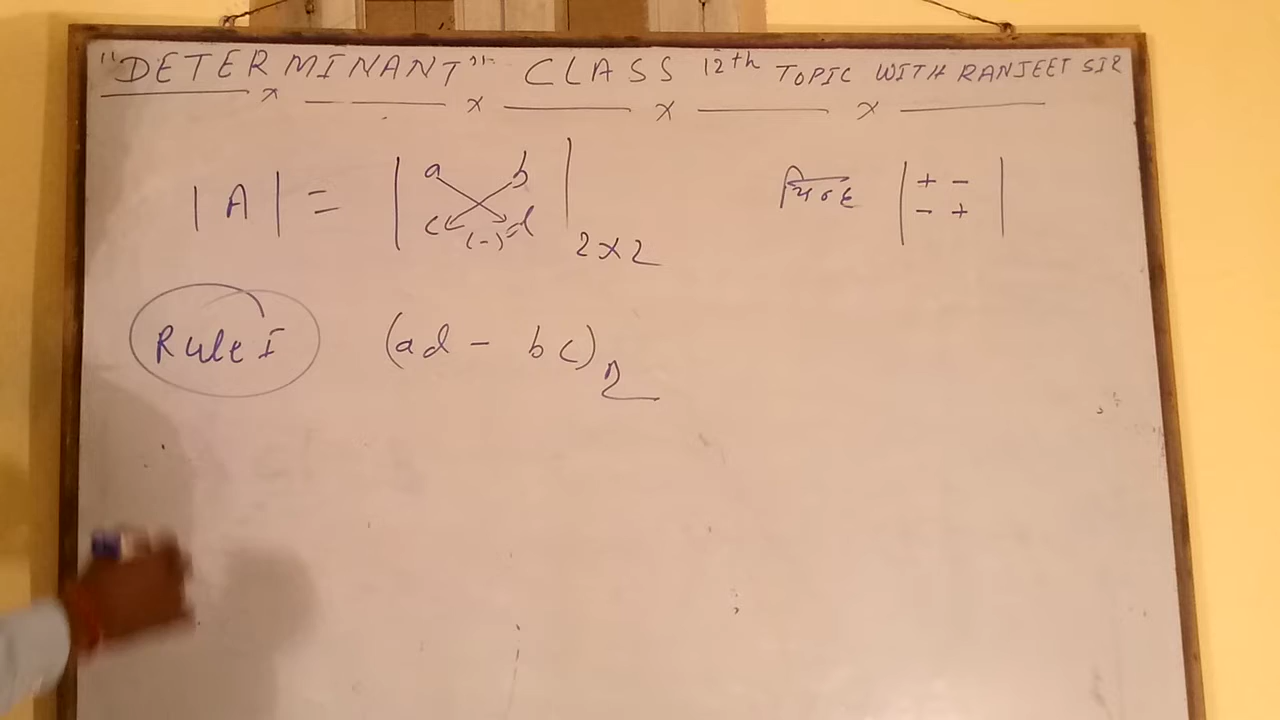 "DETERMINANT" CLASS 12th TOPIC WITH RANJEET SIR
|A| = | a b |
| + - |
c (-) d
- +
2×2
Rule I (ad - bc)